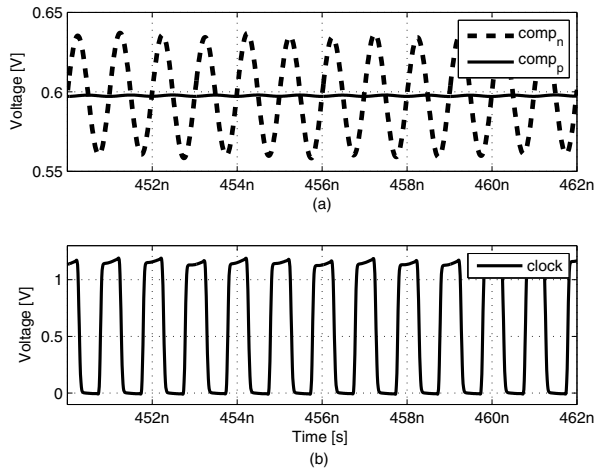 0.65
0.6
0.55
Voltage [V]
comp_n
comp_p
452n 454n 456n 458n 460n 462n
(a)
1
0.5
0
Voltage [V]
clock
452n 454n 456n 458n 460n 462n
Time [s]
(b)